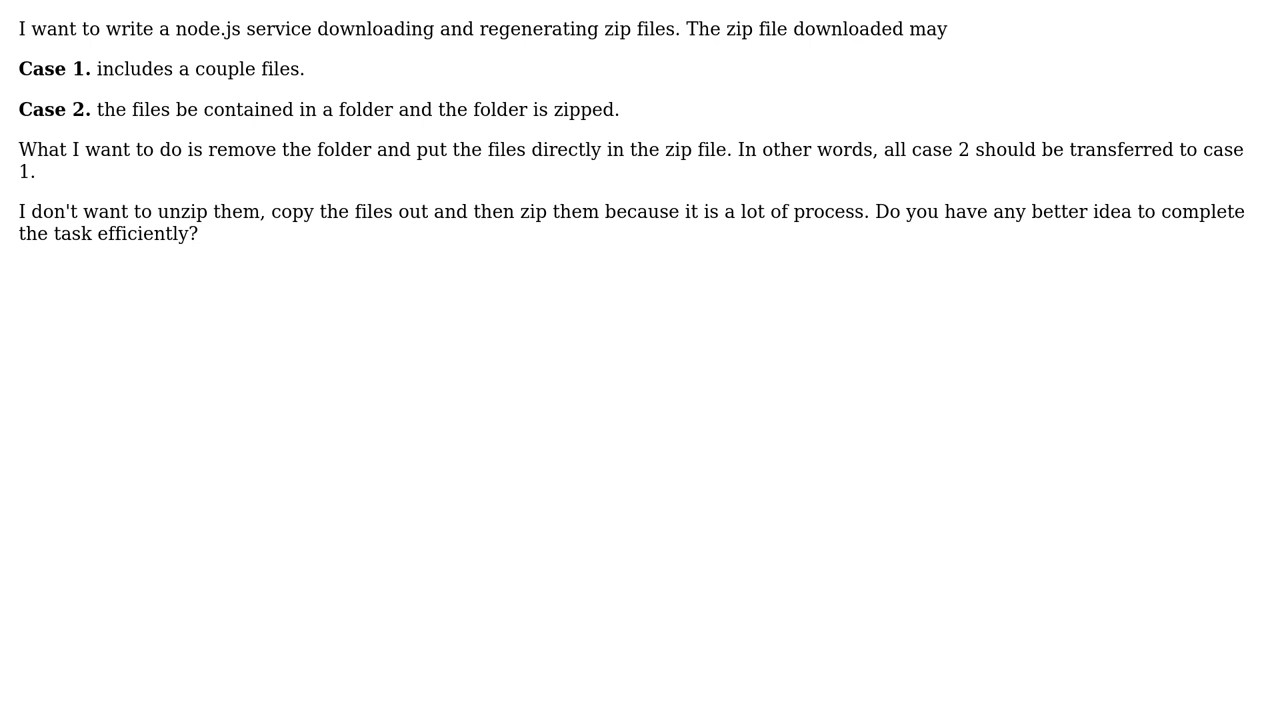 I want to write a node.js service downloading and regenerating zip files. The zip file downloaded may
Case 1. includes a couple files.
Case 2. the files be contained in a folder and the folder is zipped.
What I want to do is remove the folder and put the files directly in the zip file. In other words, all case 2 should be transferred to case
1.
I don't want to unzip them, copy the files out and then zip them because it is a lot of process. Do you have any better idea to complete
the task efficiently?